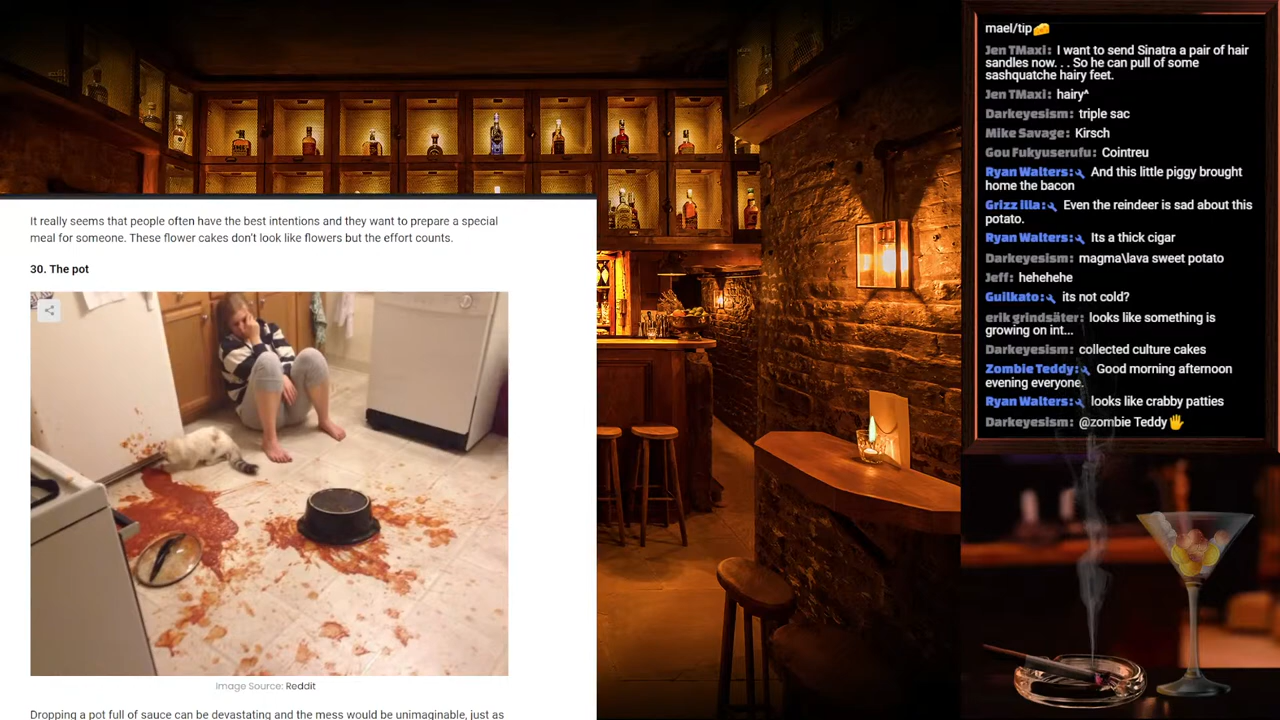 It really seems that people often have the best intentions and they want to prepare a special
meal for someone. These flower cakes don't look like flowers but the effort counts.
30. The pot
Image Source: Reddit
Dropping a pot full of sauce can be devastating and the mess would be unimaginable, just as
mael/tip🧀
Jen TMaxi: I want to send Sinatra a pair of hair
sandles now. . . So he can pull of some
sashquatche hairy feet.
Jen TMaxi: hairy^
Darkeyesism: triple sac
Mike Savage: Kirsch
Gou Fukyuserufu: Cointreu
Ryan Walters: And this little piggy brought
home the bacon
Grizz illa: Even the reindeer is sad about this
potato.
Ryan Walters: Its a thick cigar
Darkeyesism: magma\lava sweet potato
Jeff: hehehehe
Guilkato: its not cold?
erik grindsäter: looks like something is
growing on int...
Darkeyesism: collected culture cakes
Zombie Teddy: Good morning afternoon
evening everyone.
Ryan Walters: looks like crabby patties
Darkeyesism: @zombie Teddy🖐